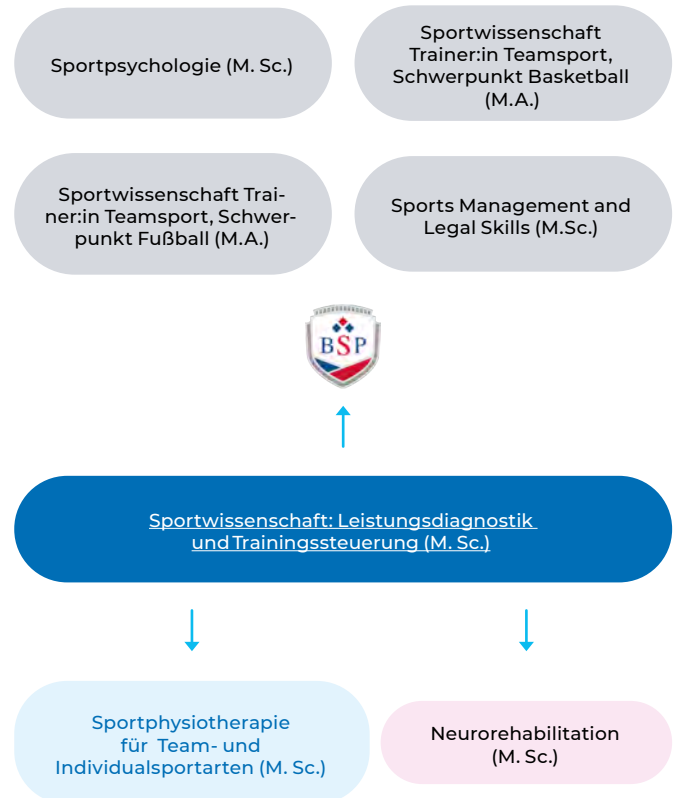 Sportpsychologie (M. Sc.)
Sportwissenschaft
Trainer:in Teamsport,
Schwerpunkt Basketball
(M.A.)
Sportwissenschaft Trai-
ner:in Teamsport, Schwer-
punkt Fußball (M.A.)
Sports Management and
Legal Skills (M.Sc.)
BSP
Sportwissenschaft: Leistungsdiagnostik
und Trainingssteuerung (M. Sc.)
Sportphysiotherapie
für Team- und
Individualsportarten (M. Sc.)
Neurorehabilitation
(M. Sc.)